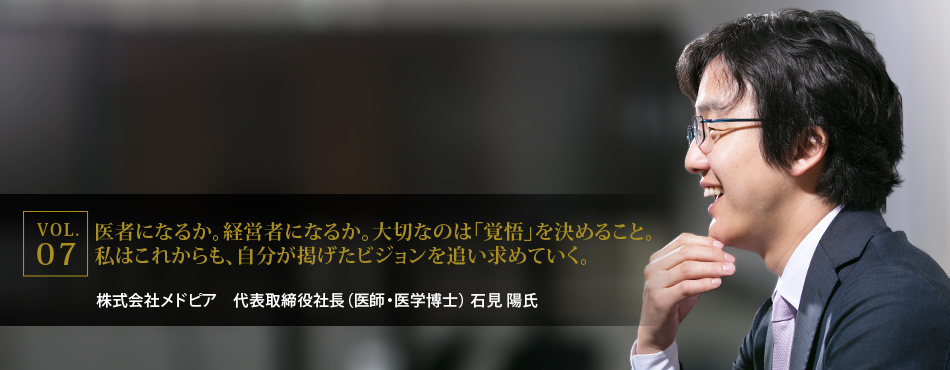 VOL.
07
医者になるか。経営者になるか。大切なのは「覚悟」を決めること。
私はこれからも、自分が掲げたビジョンを追い求めていく。
株式会社メドピア　代表取締役社長（医師・医学博士） 石見 陽氏